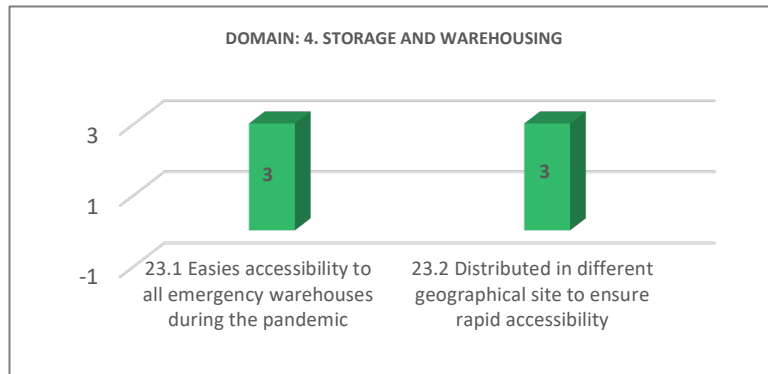 DOMAIN: 4. STORAGE AND WAREHOUSING
3
1
-1
3
3
23.1 Easies accessibility to
all emergency warehouses
during the pandemic
23.2 Distributed in different
geographical site to ensure
rapid accessibility